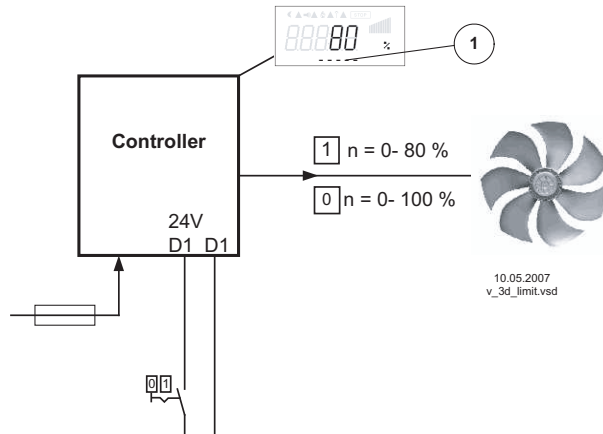 80
%
1
Controller
1 n = 0- 80 %
0 n = 0- 100 %
24V
D1 D1
10.05.2007
v_3d_limit.vsd
0 1